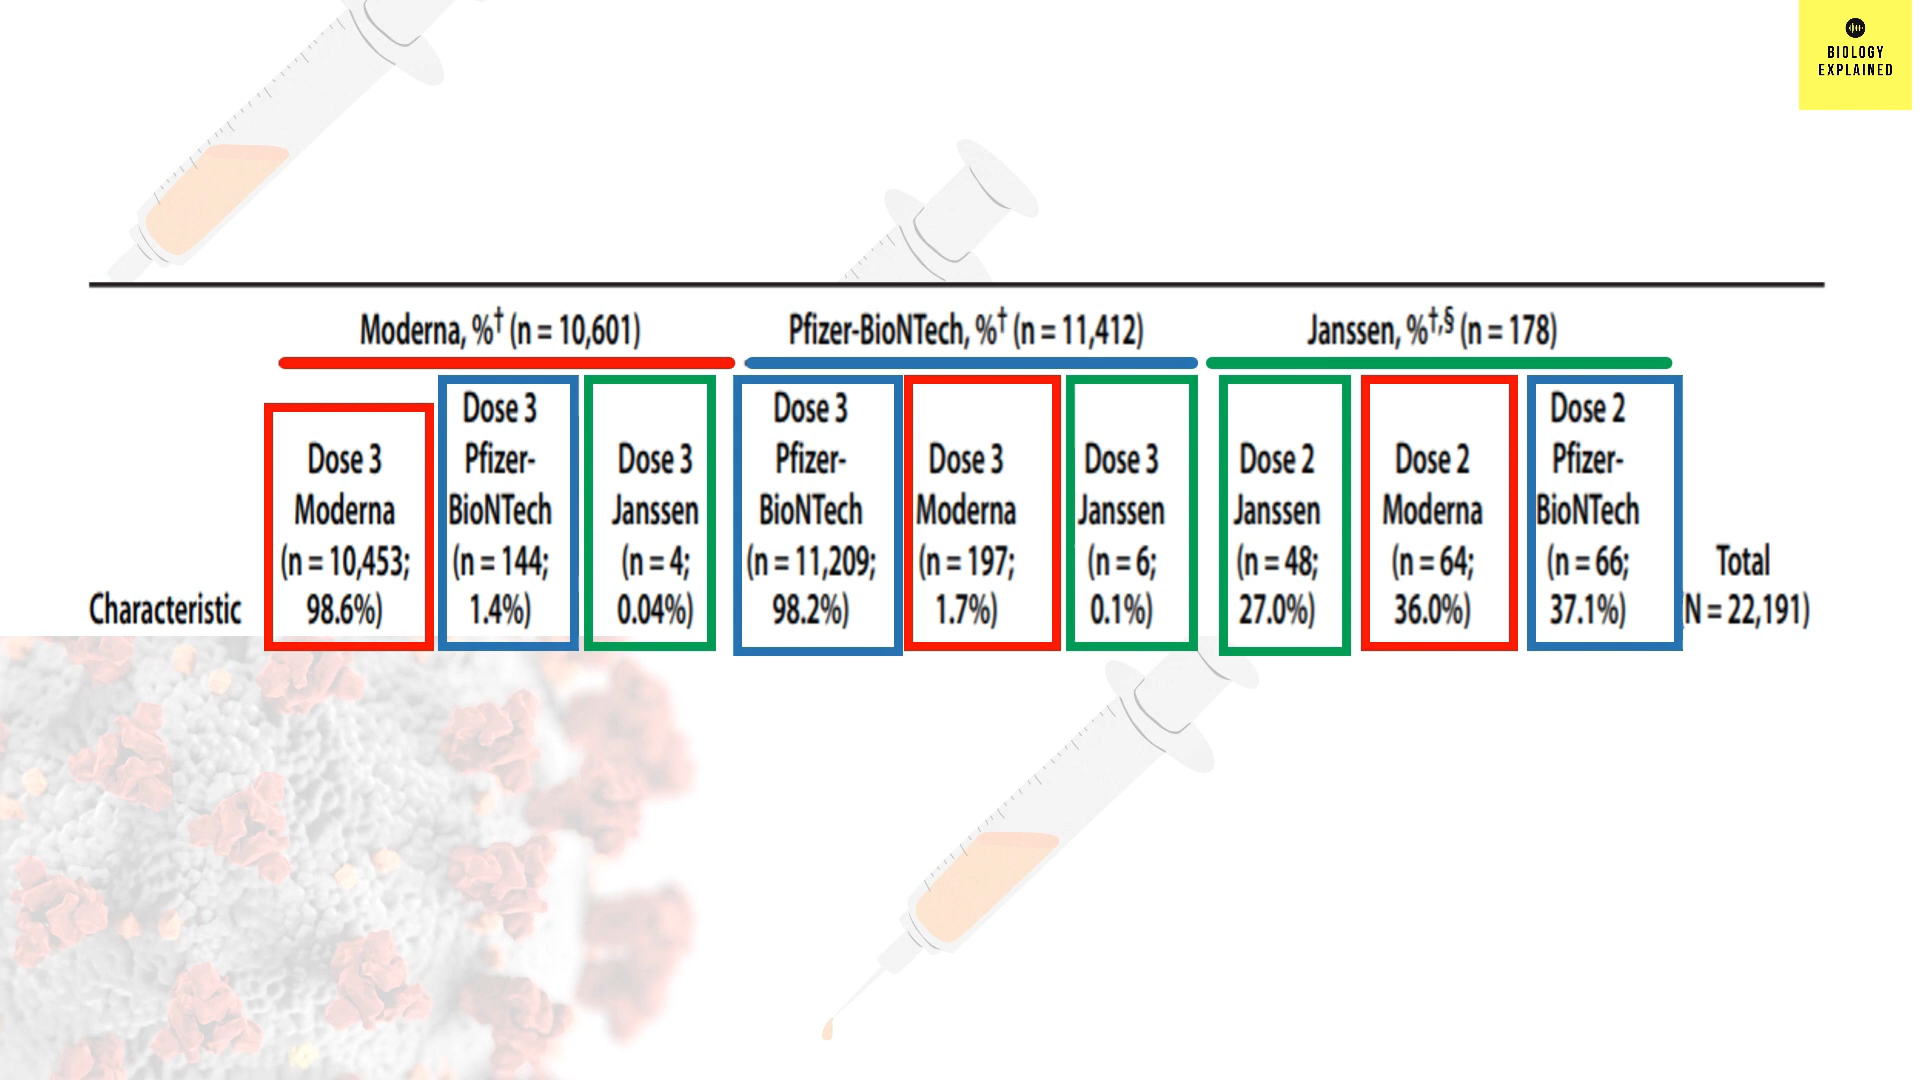 BIOLOGY
EXPLAINED
Moderna, %† (n = 10,601)
Pfizer-BioNTech, %† (n = 11,412)
Janssen, %†,§ (n = 178)
Characteristic
Dose 3
Moderna
(n = 10,453;
98.6%)
Dose 3
Pfizer-
BioNTech
(n = 144;
1.4%)
Dose 3
Janssen
(n = 4;
0.04%)
Dose 3
Pfizer-
BioNTech
(n = 11,209;
98.2%)
Dose 3
Moderna
(n = 197;
1.7%)
Dose 3
Janssen
(n = 6;
0.1%)
Dose 2
Janssen
(n = 48;
27.0%)
Dose 2
Moderna
(n = 64;
36.0%)
Dose 2
Pfizer-
BioNTech
(n = 66;
37.1%)
Total
(N = 22,191)